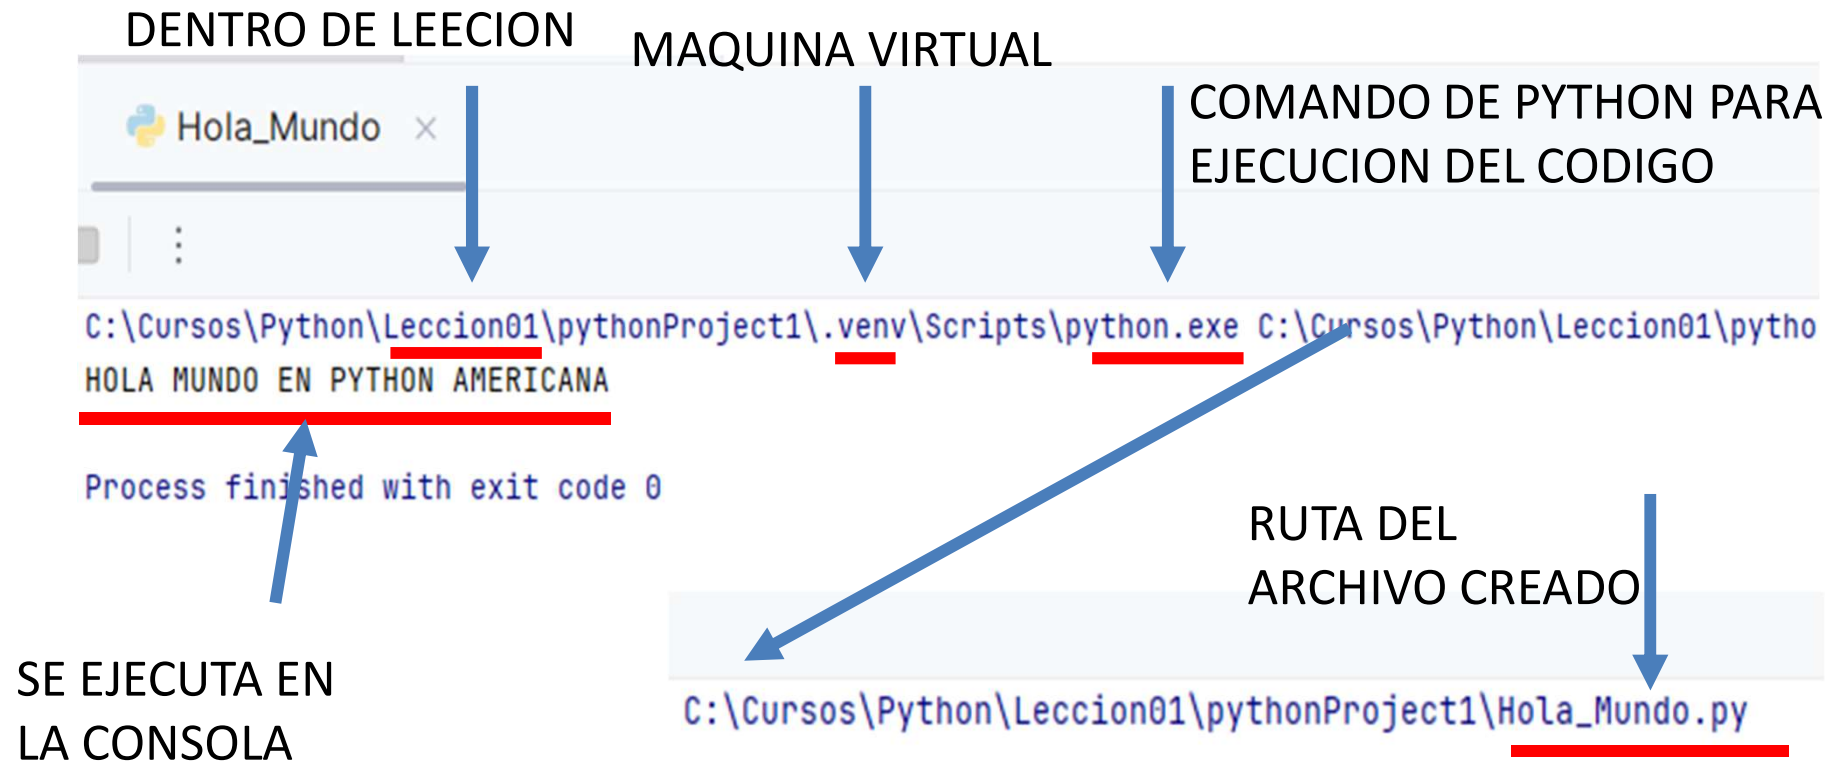 DENTRO DE LEECION
MAQUINA VIRTUAL
COMANDO DE PYTHON PARA
EJECUCION DEL CODIGO
Hola_Mundo ×
C:\Cursos\Python\Leccion01\pythonProject1\.venv\Scripts\python.exe C:\Cursos\Python\Leccion01\pytho
HOLA MUNDO EN PYTHON AMERICANA
Process finished with exit code 0
RUTA DEL
ARCHIVO CREADO
SE EJECUTA EN
LA CONSOLA
C:\Cursos\Python\Leccion01\pythonProject1\Hola_Mundo.py